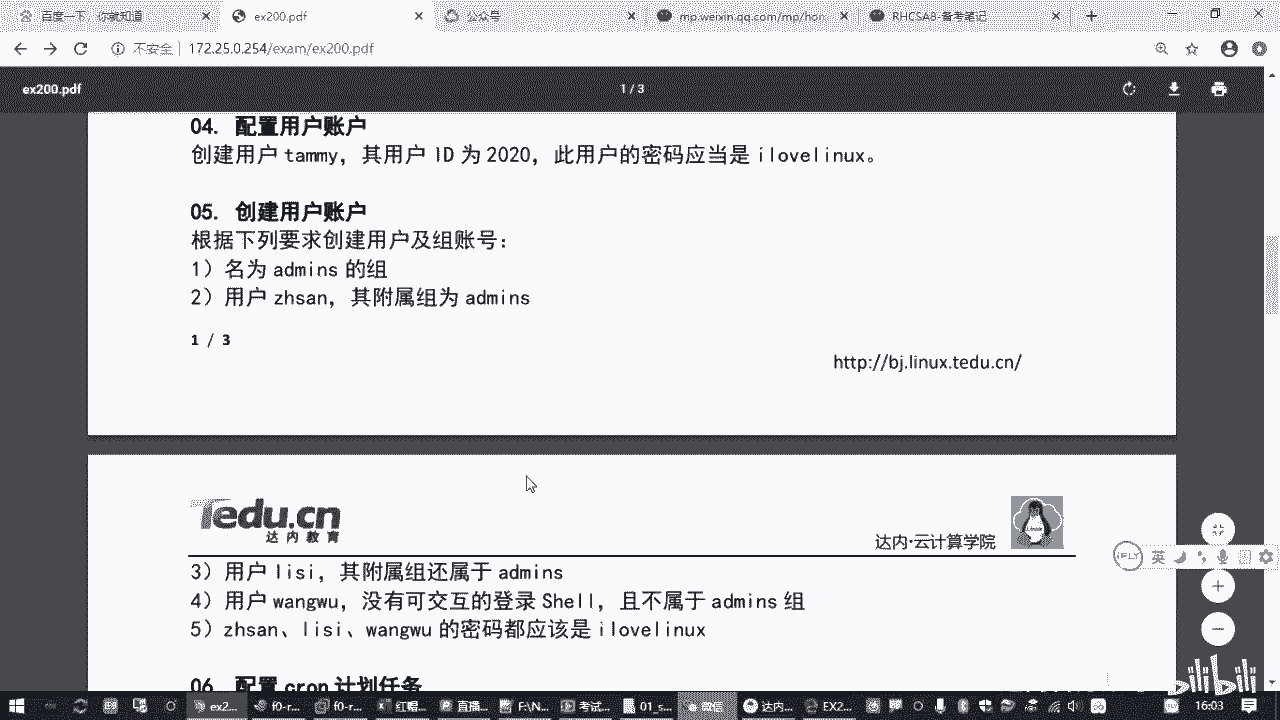 百度一下，你就知道
ex200.pdf
公众号
mp.weixin.qq.com/mp/hom
RHCSA8-备考笔记
不安全
172.25.0.254/exam/ex200.pdf
ex200.pdf
1 / 3
04. 配置用户账户
创建用户 tammy，其用户 ID 为 2020，此用户的密码应当是 ilovelinux。
05. 创建用户账户
根据下列要求创建用户及组账号：
1）名为 admins 的组
2）用户 zhsan，其附属组为 admins
1 / 3
http://bj.linux.tedu.cn/
Tedu.cn
达内教育
达内·云计算学院
iFLY
英
3）用户 lisi，其附属组还属于 admins
4）用户 wangwu，没有可交互的登录 Shell，且不属于 admins 组
5）zhsan、lisi、wangwu 的密码都应该是 ilovelinux
06. 配置 cron 计划任务
bilibili
ex2...
f0-r...
f0-r...
红帽...
直播...
F:\N...
考试...
01_s...
微信
达内...
EX2...
16:03